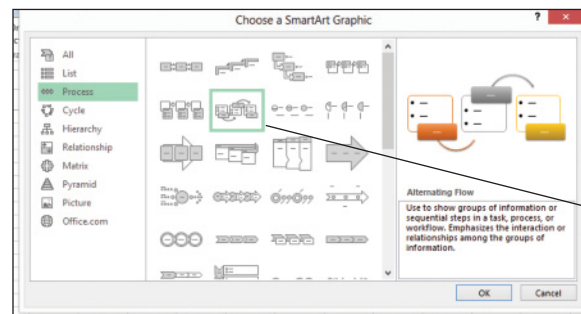 Choose a SmartArt Graphic
?
All
List
Process
Cycle
Hierarchy
Relationship
Matrix
Pyramid
Picture
Office.com
Alternating Flow
Use to show groups of information or
sequential steps in a task, process, or
workflow. Emphasizes the interaction or
relationships among the groups of
information.
OK
Cancel